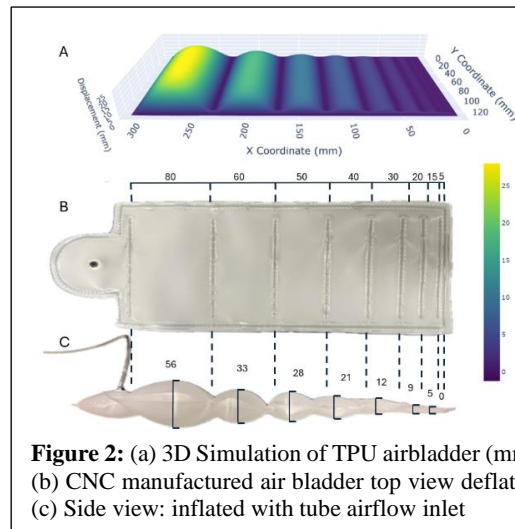 A
Displacement (mm)
300
250
200
150
100
50
0
X Coordinate (mm)
Y Coordinate (mm)
0
20
40
60
80
100
120
80 60 50 40 30 20 15 5
B
25
20
15
10
5
0
C
56 33 28 21 12 9 5 0
Figure 2: (a) 3D Simulation of TPU airbladder (mm
(b) CNC manufactured air bladder top view deflat
(c) Side view: inflated with tube airflow inlet